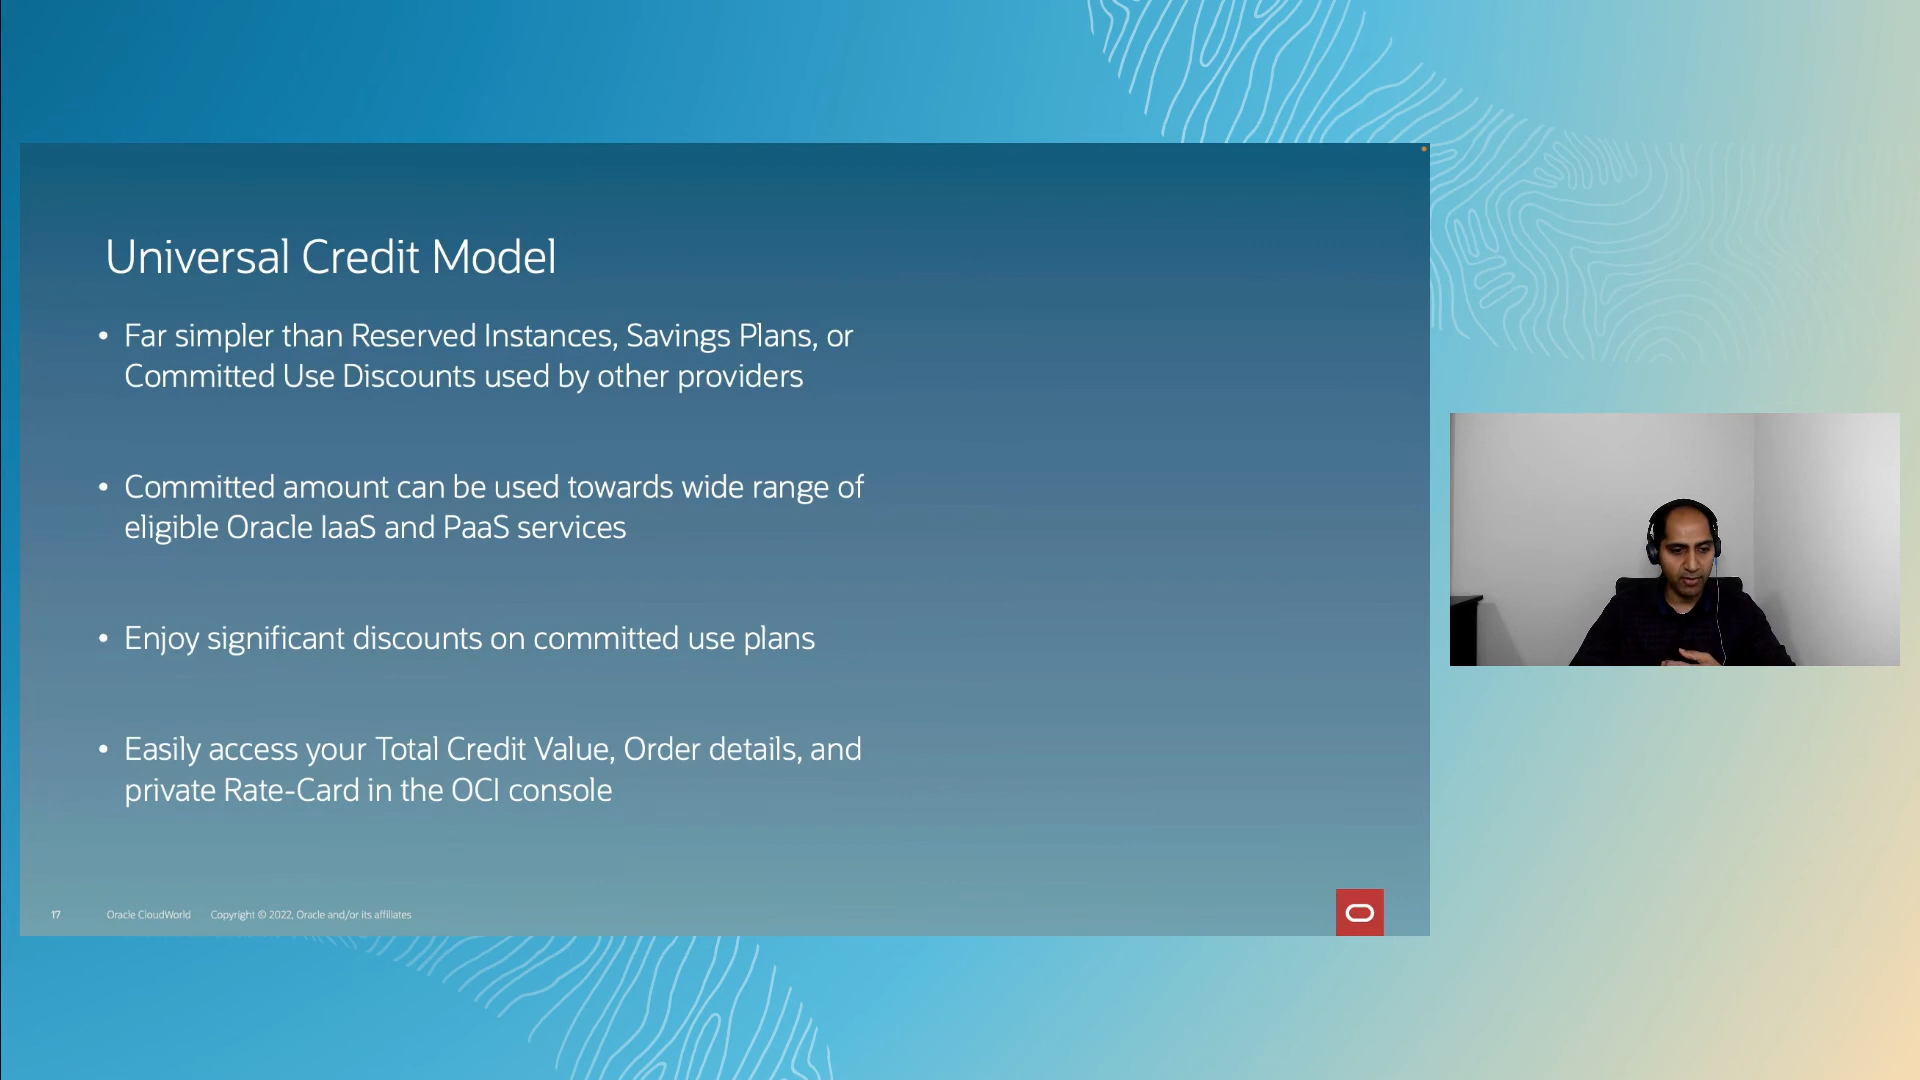 Universal Credit Model
• Far simpler than Reserved Instances, Savings Plans, or
Committed Use Discounts used by other providers
• Committed amount can be used towards wide range of
eligible Oracle IaaS and PaaS services
• Enjoy significant discounts on committed use plans
• Easily access your Total Credit Value, Order details, and
private Rate-Card in the OCI console
17 Oracle CloudWorld Copyright © 2022, Oracle and/or its affiliates